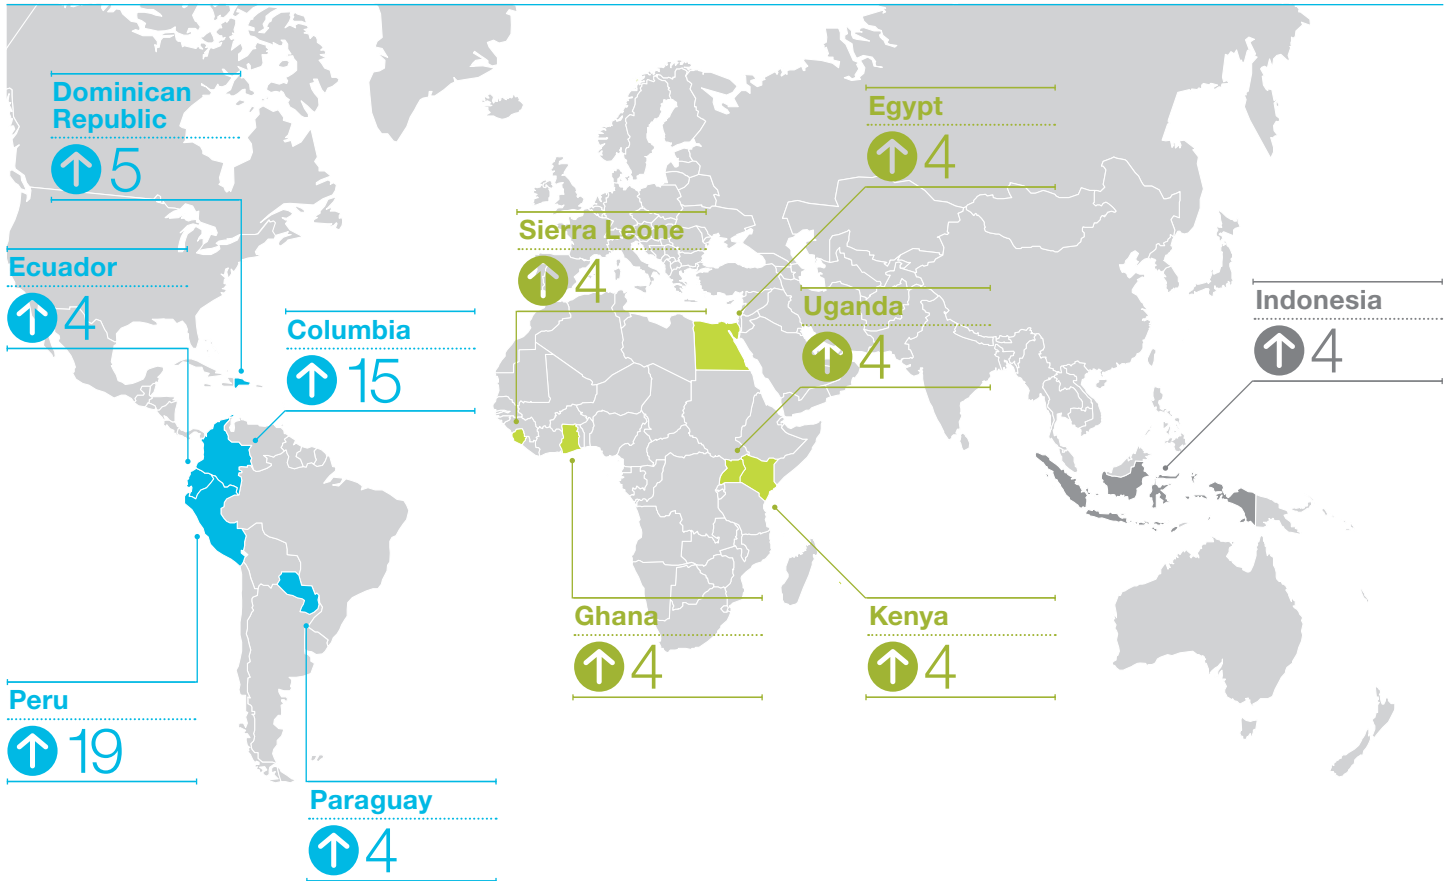 Dominican
Republic
5
Ecuador
4
Columbia
15
Peru
19
Paraguay
4
Sierra Leone
4
Egypt
4
Uganda
4
Ghana
4
Kenya
4
Indonesia
4